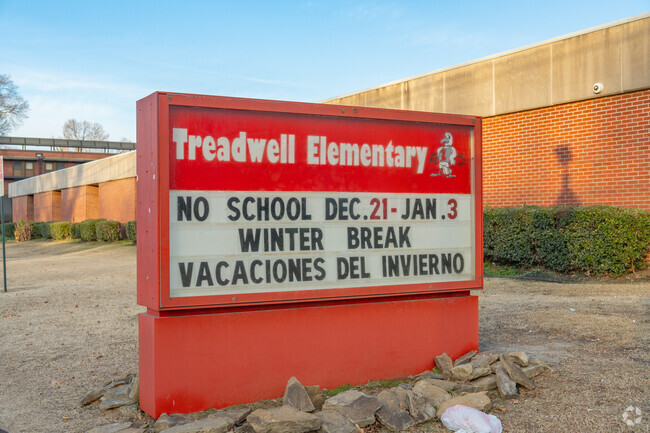 Treadwell Elementary
NO SCHOOL DEC.21-JAN.3
WINTER BREAK
VACACIONES DEL INVIERNO